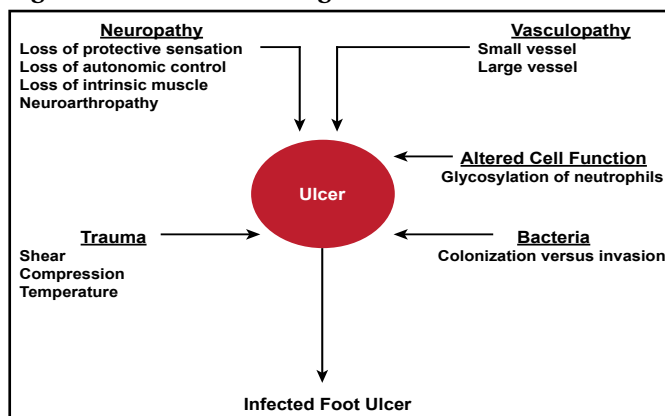 Neuropathy
Loss of protective sensation
Loss of autonomic control
Loss of intrinsic muscle
Neuroarthropathy
Vasculopathy
Small vessel
Large vessel
Altered Cell Function
Glycosylation of neutrophils
Ulcer
Trauma
Shear
Compression
Temperature
Bacteria
Colonization versus invasion
Infected Foot Ulcer